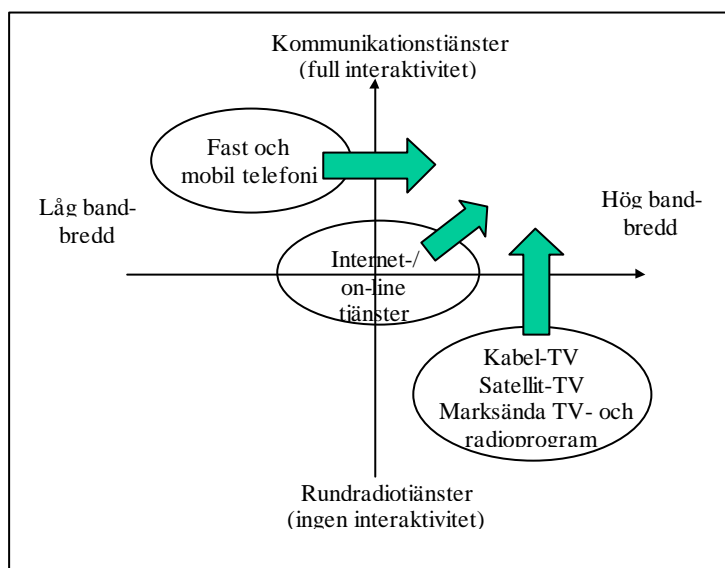 Kommunikationstjänster
(full interaktivitet)
Fast och
mobil telefoni
Låg band-
bredd
Hög band-
bredd
Internet-/
on-line
tjänster
Kabel-TV
Satellit-TV
Marksända TV- och
radioprogram
Rundradiotjänster
(ingen interaktivitet)